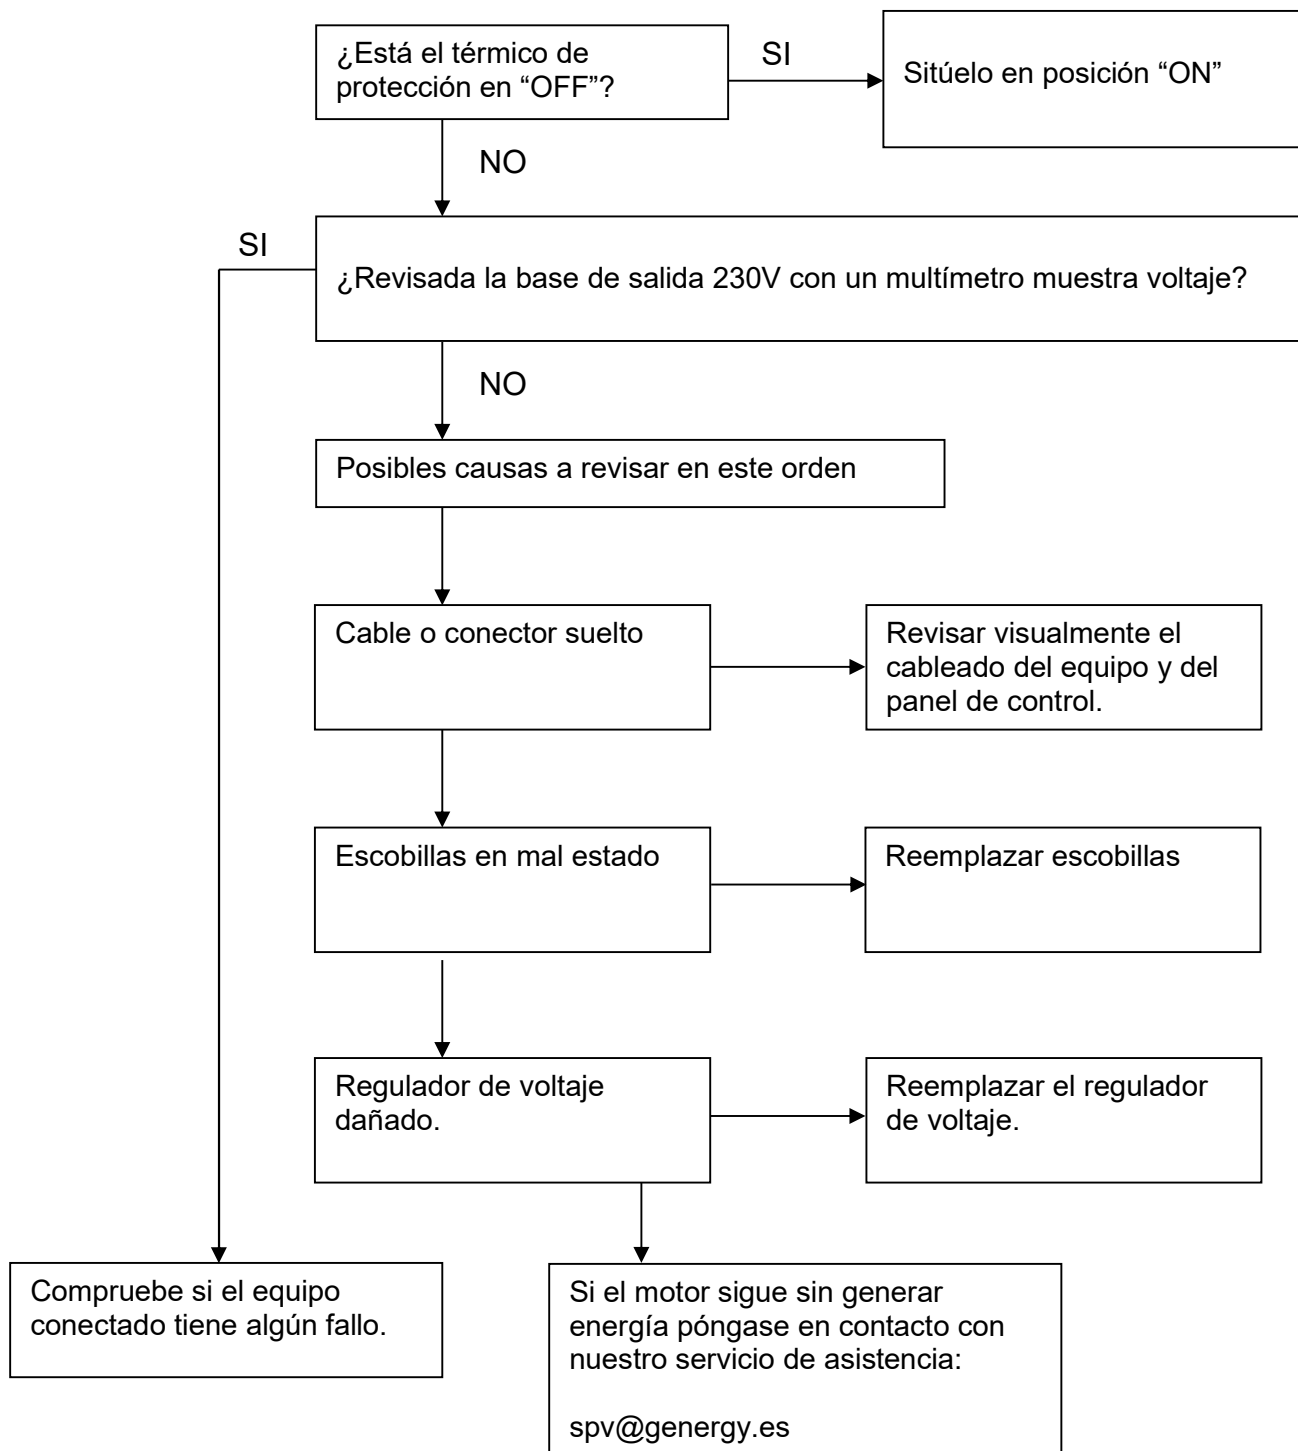 ¿Está el térmico de
protección en “OFF”?
SI
Sitúelo en posición “ON”
NO
SI
¿Revisada la base de salida 230V con un multímetro muestra voltaje?
NO
Posibles causas a revisar en este orden
Cable o conector suelto
Revisar visualmente el
cableado del equipo y del
panel de control.
Escobillas en mal estado
Reemplazar escobillas
Regulador de voltaje
dañado.
Reemplazar el regulador
de voltaje.
Compruebe si el equipo
conectado tiene algún fallo.
Si el motor sigue sin generar
energía póngase en contacto con
nuestro servicio de asistencia:
spv@genergy.es